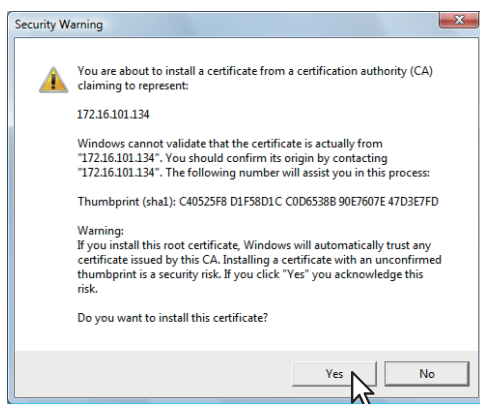 Security Warning
You are about to install a certificate from a certification authority (CA)
claiming to represent:
172.16.101.134
Windows cannot validate that the certificate is actually from
"172.16.101.134". You should confirm its origin by contacting
"172.16.101.134". The following number will assist you in this process:
Thumbprint (sha1): C40525F8 D1F58D1C C0D6538B 90E7607E 47D3E7FD
Warning:
If you install this root certificate, Windows will automatically trust any
certificate issued by this CA. Installing a certificate with an unconfirmed
thumbprint is a security risk. If you click "Yes" you acknowledge this
risk.
Do you want to install this certificate?
Yes No